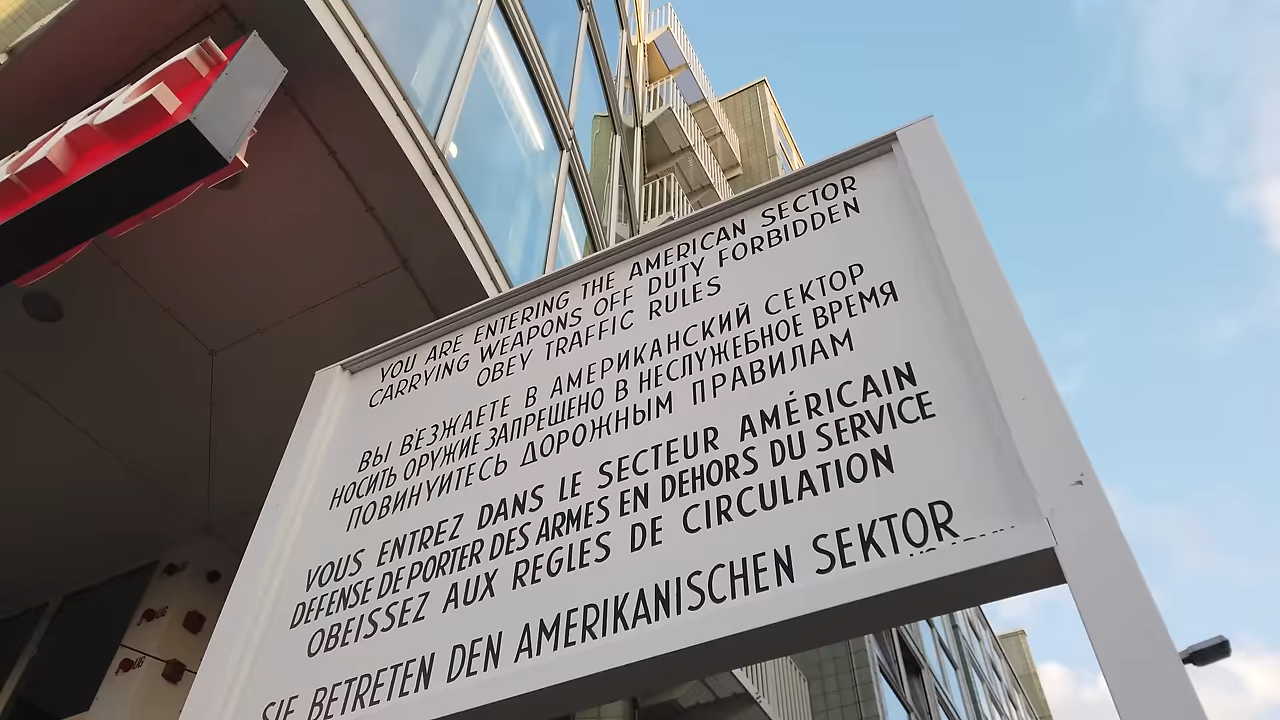 YOU ARE ENTERING THE AMERICAN SECTOR
CARRYING WEAPONS OFF DUTY FORBIDDEN
OBEY TRAFFIC RULES
ВЫ ВЪЕЗЖАЕТЕ В АМЕРИКАНСКИЙ СЕКТОР
НОСИТЬ ОРУЖИЕ ЗАПРЕЩЕНО В НЕСЛУЖЕБНОЕ ВРЕМЯ
ПОВИНУЙТЕСЬ ДОРОЖНЫМ ПРАВИЛАМ
VOUS ENTREZ DANS LE SECTEUR AMÉRICAIN
DEFENSE DE PORTER DES ARMES EN DEHORS DU SERVICE
OBEISSEZ AUX REGLES DE CIRCULATION
SIE BETRETEN DEN AMERIKANISCHEN SEKTOR
US ARMY